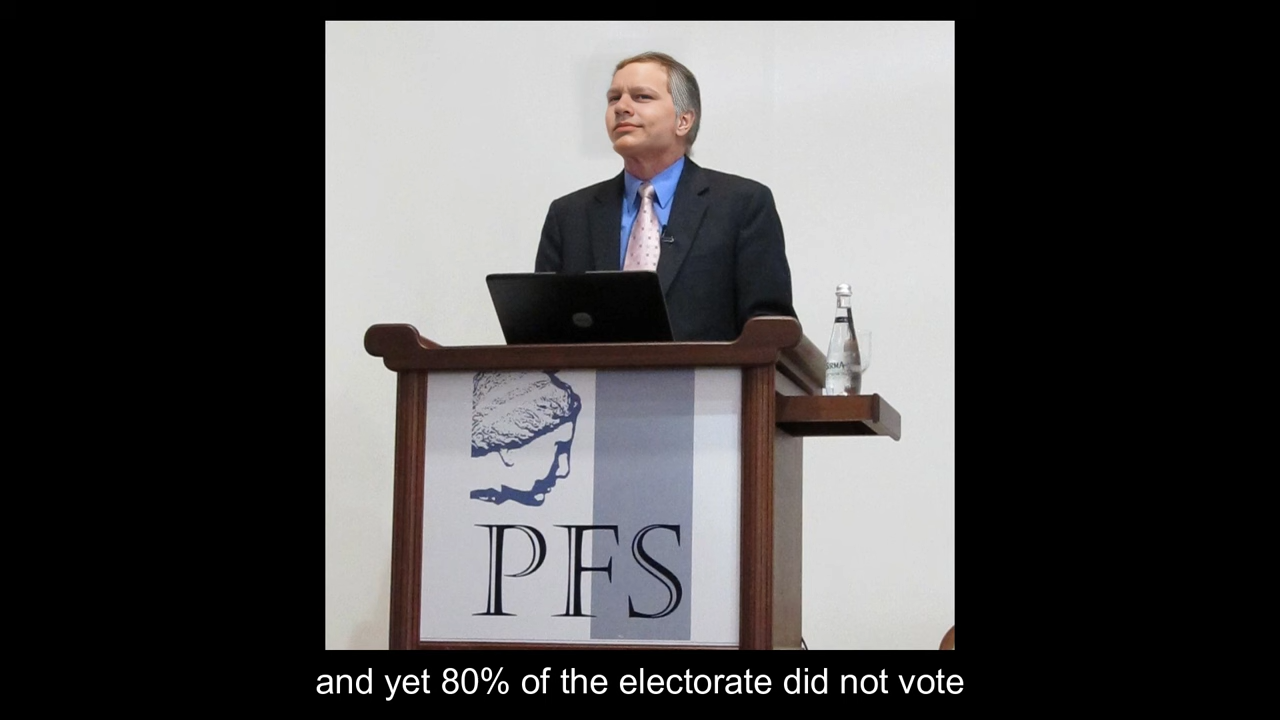 PFS
and yet 80% of the electorate did not vote